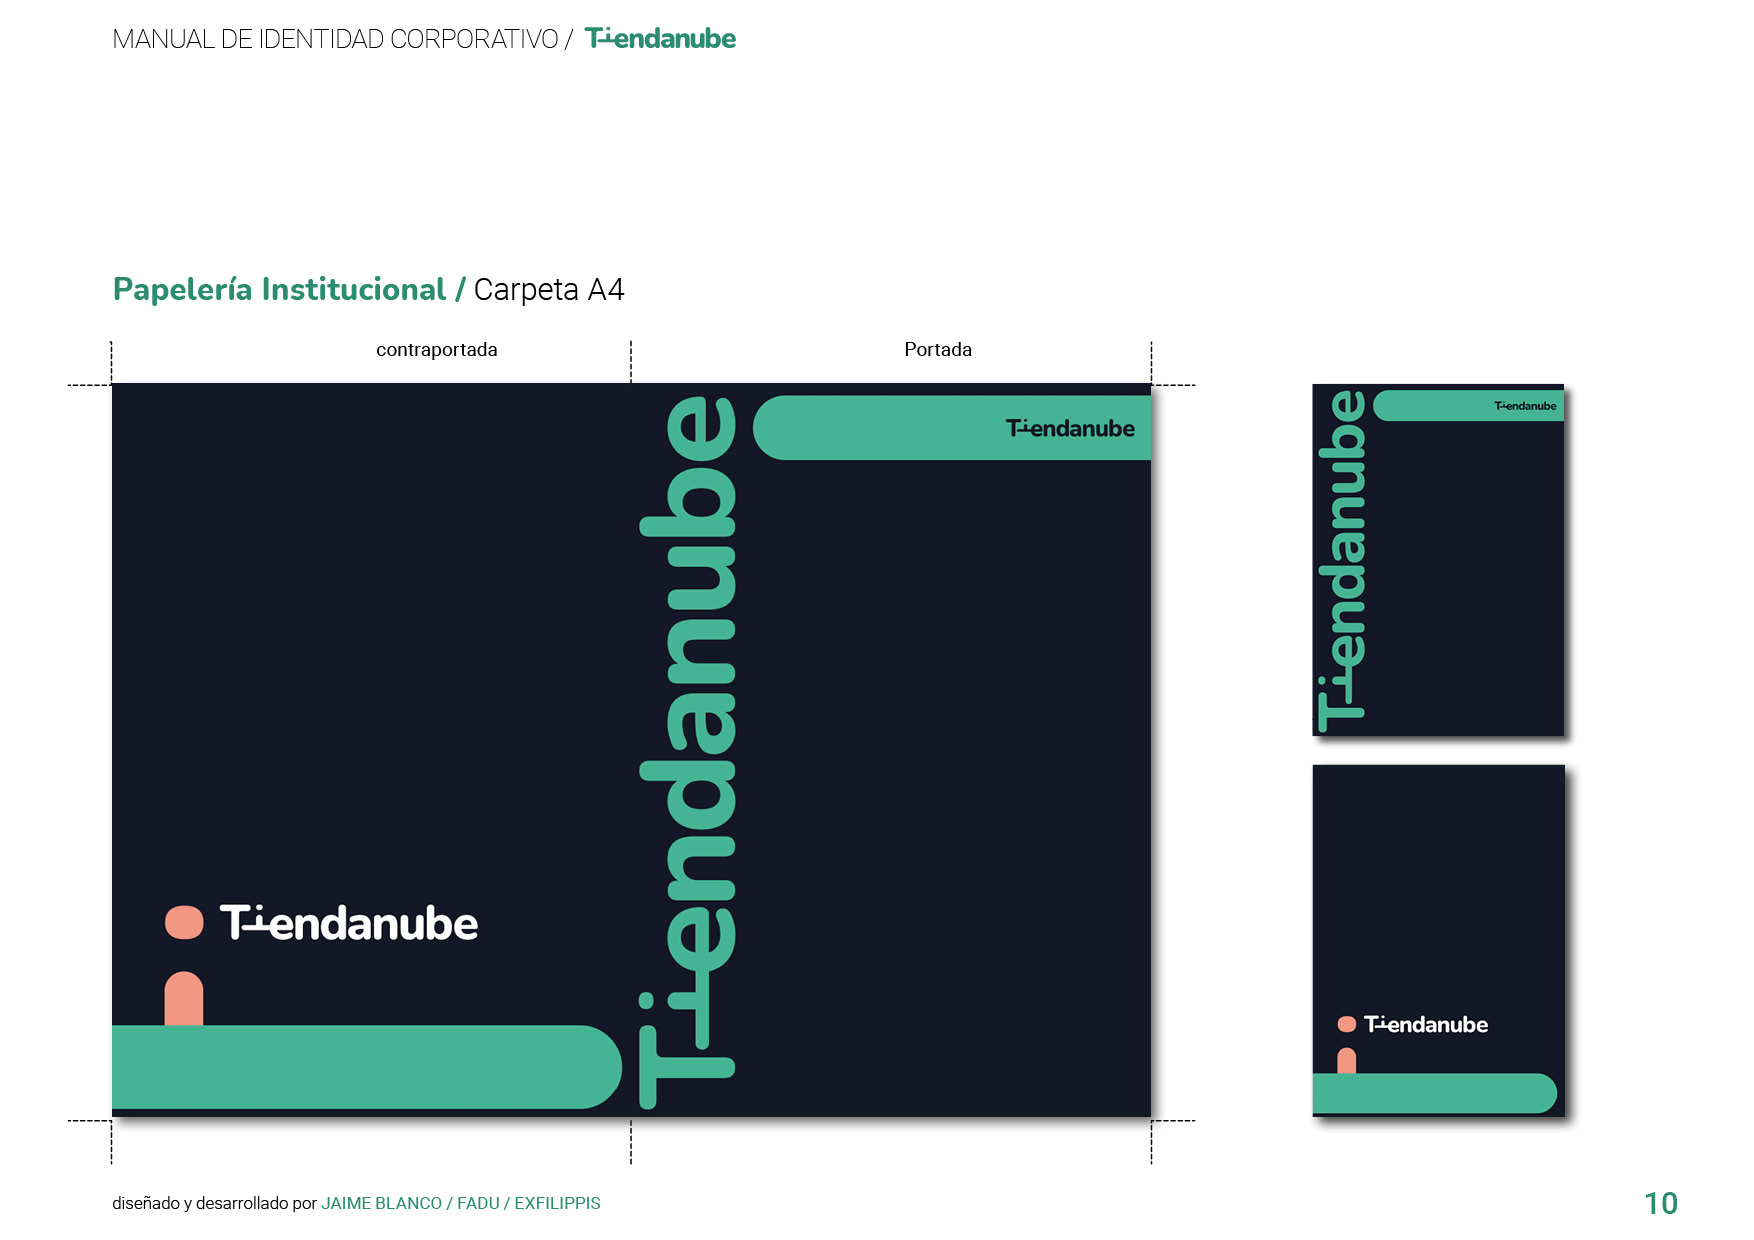 MANUAL DE IDENTIDAD CORPORATIVO / Tiendanube
Papelería Institucional / Carpeta A4
contraportada
Portada
Tiendanube
Tiendanube
Tiendanube
Tiendanube
Tiendanube
Tiendanube
diseñado y desarrollado por JAIME BLANCO / FADU / EXFILIPPIS
10